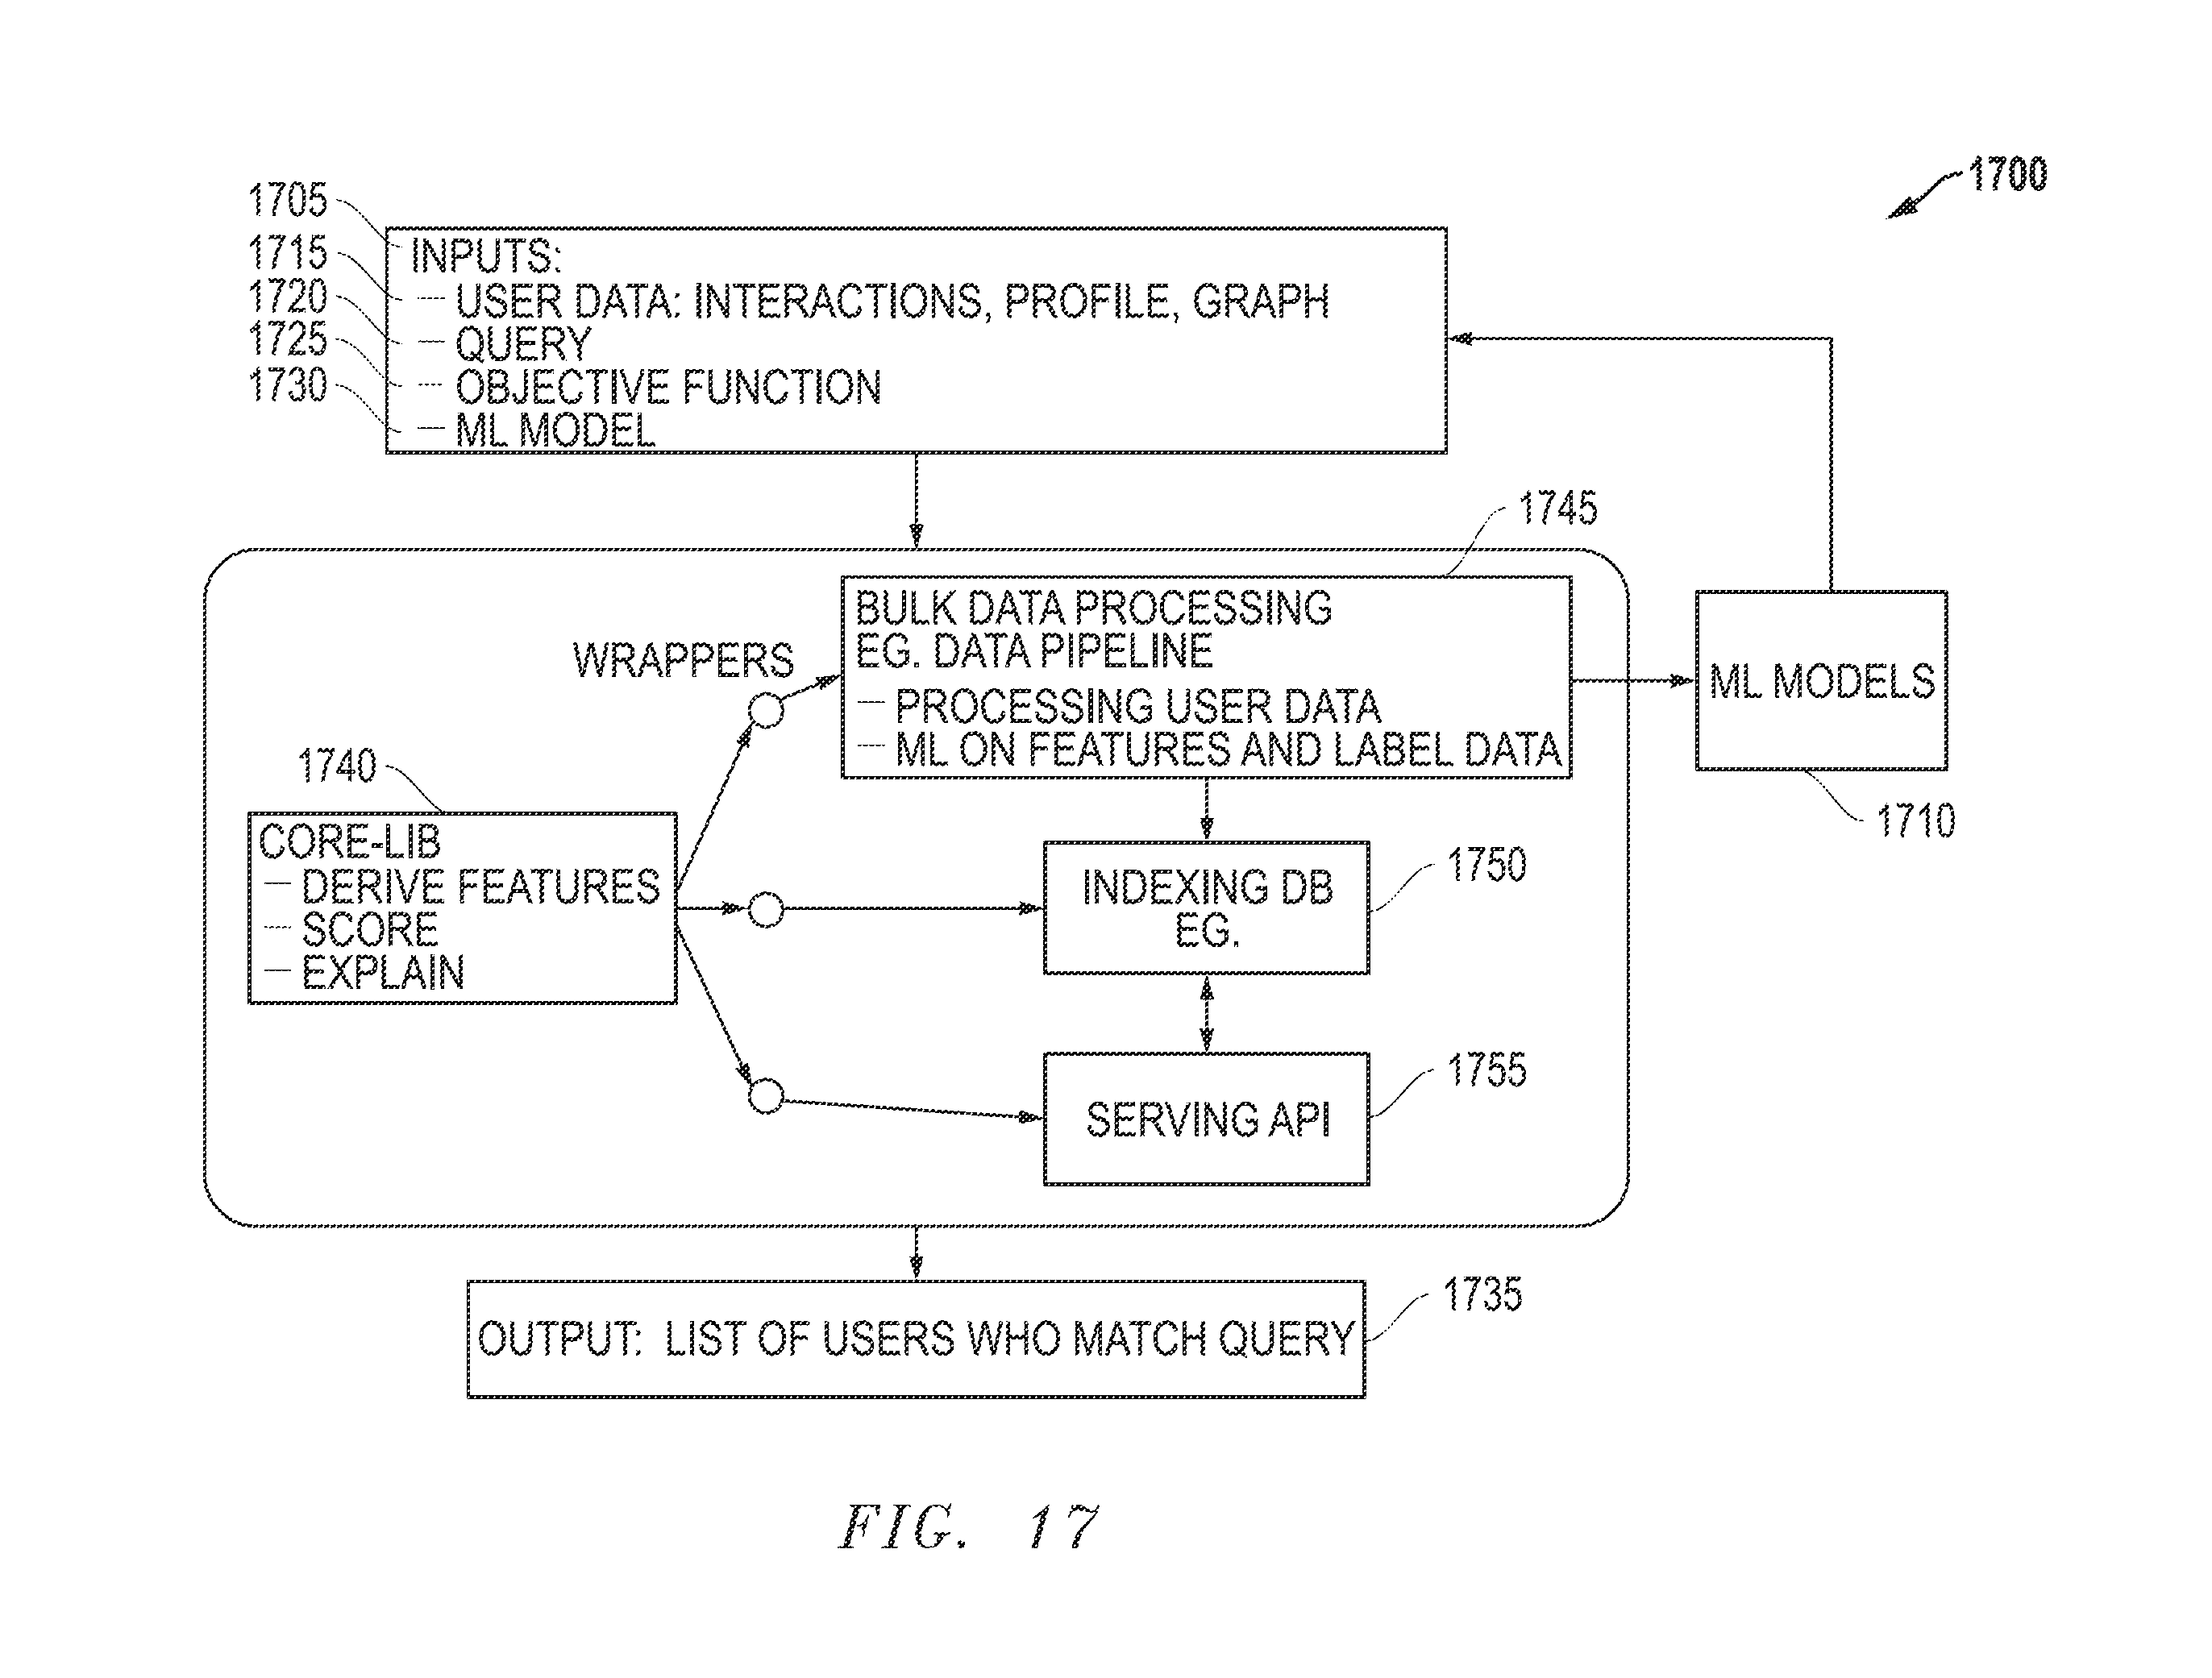 1700
1705
INPUTS:
1715
— USER DATA: INTERACTIONS, PROFILE, GRAPH
1720
— QUERY
1725
— OBJECTIVE FUNCTION
1730
— ML MODEL
1745
BULK DATA PROCESSING
EG. DATA PIPELINE
— PROCESSING USER DATA
— ML ON FEATURES AND LABEL DATA
WRAPPERS
ML MODELS
1710
1740
CORE-LIB
— DERIVE FEATURES
— SCORE
— EXPLAIN
INDEXING DB
EG.
1750
SERVING API
1755
OUTPUT: LIST OF USERS WHO MATCH QUERY
1735
FIG. 17